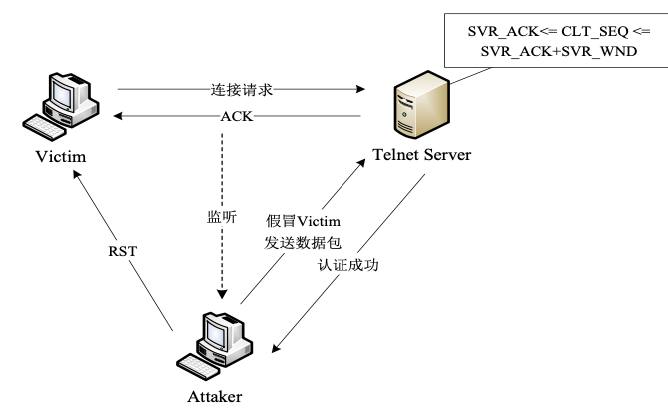 SVR_ACK<= CLT_SEQ <=
SVR_ACK+SVR_WND
连接请求
ACK
Victim
Telnet Server
监听
假冒Victim
发送数据包
认证成功
RST
Attaker